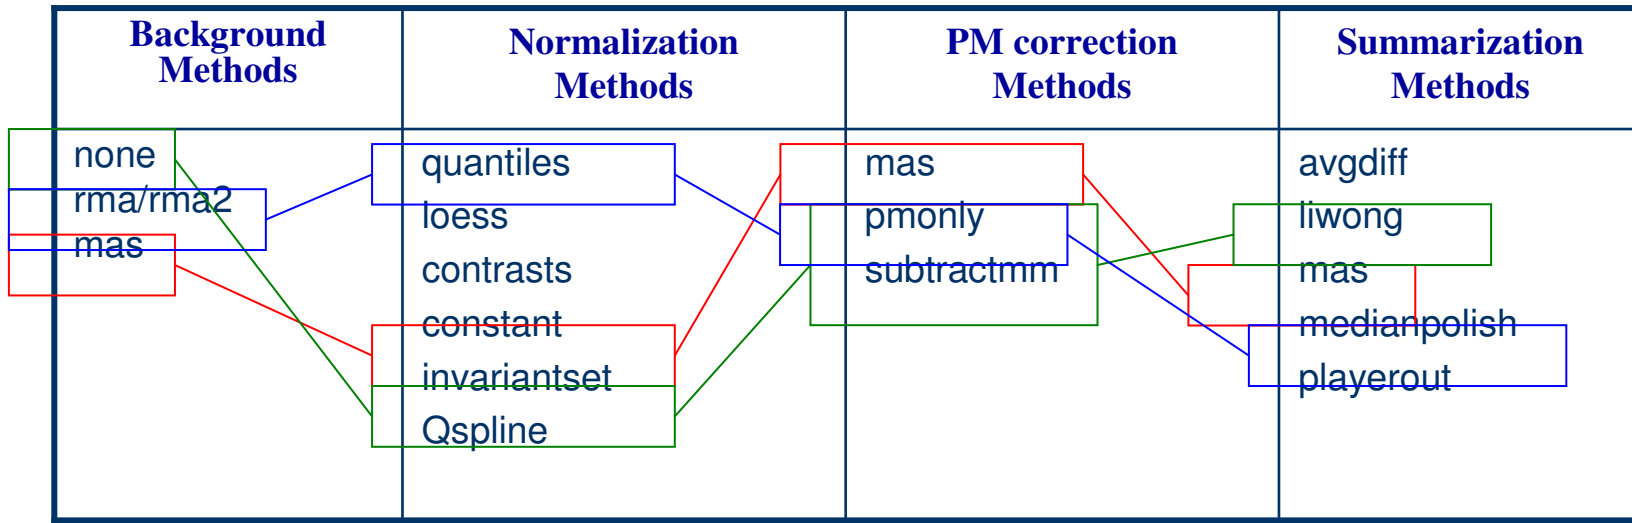 Background
Methods
Normalization
Methods
PM correction
Methods
Summarization
Methods
none
rma/rma2
mas
quantiles
loess
contrasts
constant
invariantset
Qspline
mas
pmonly
subtractmm
avgdiff
liwong
mas
medianpolish
playerout